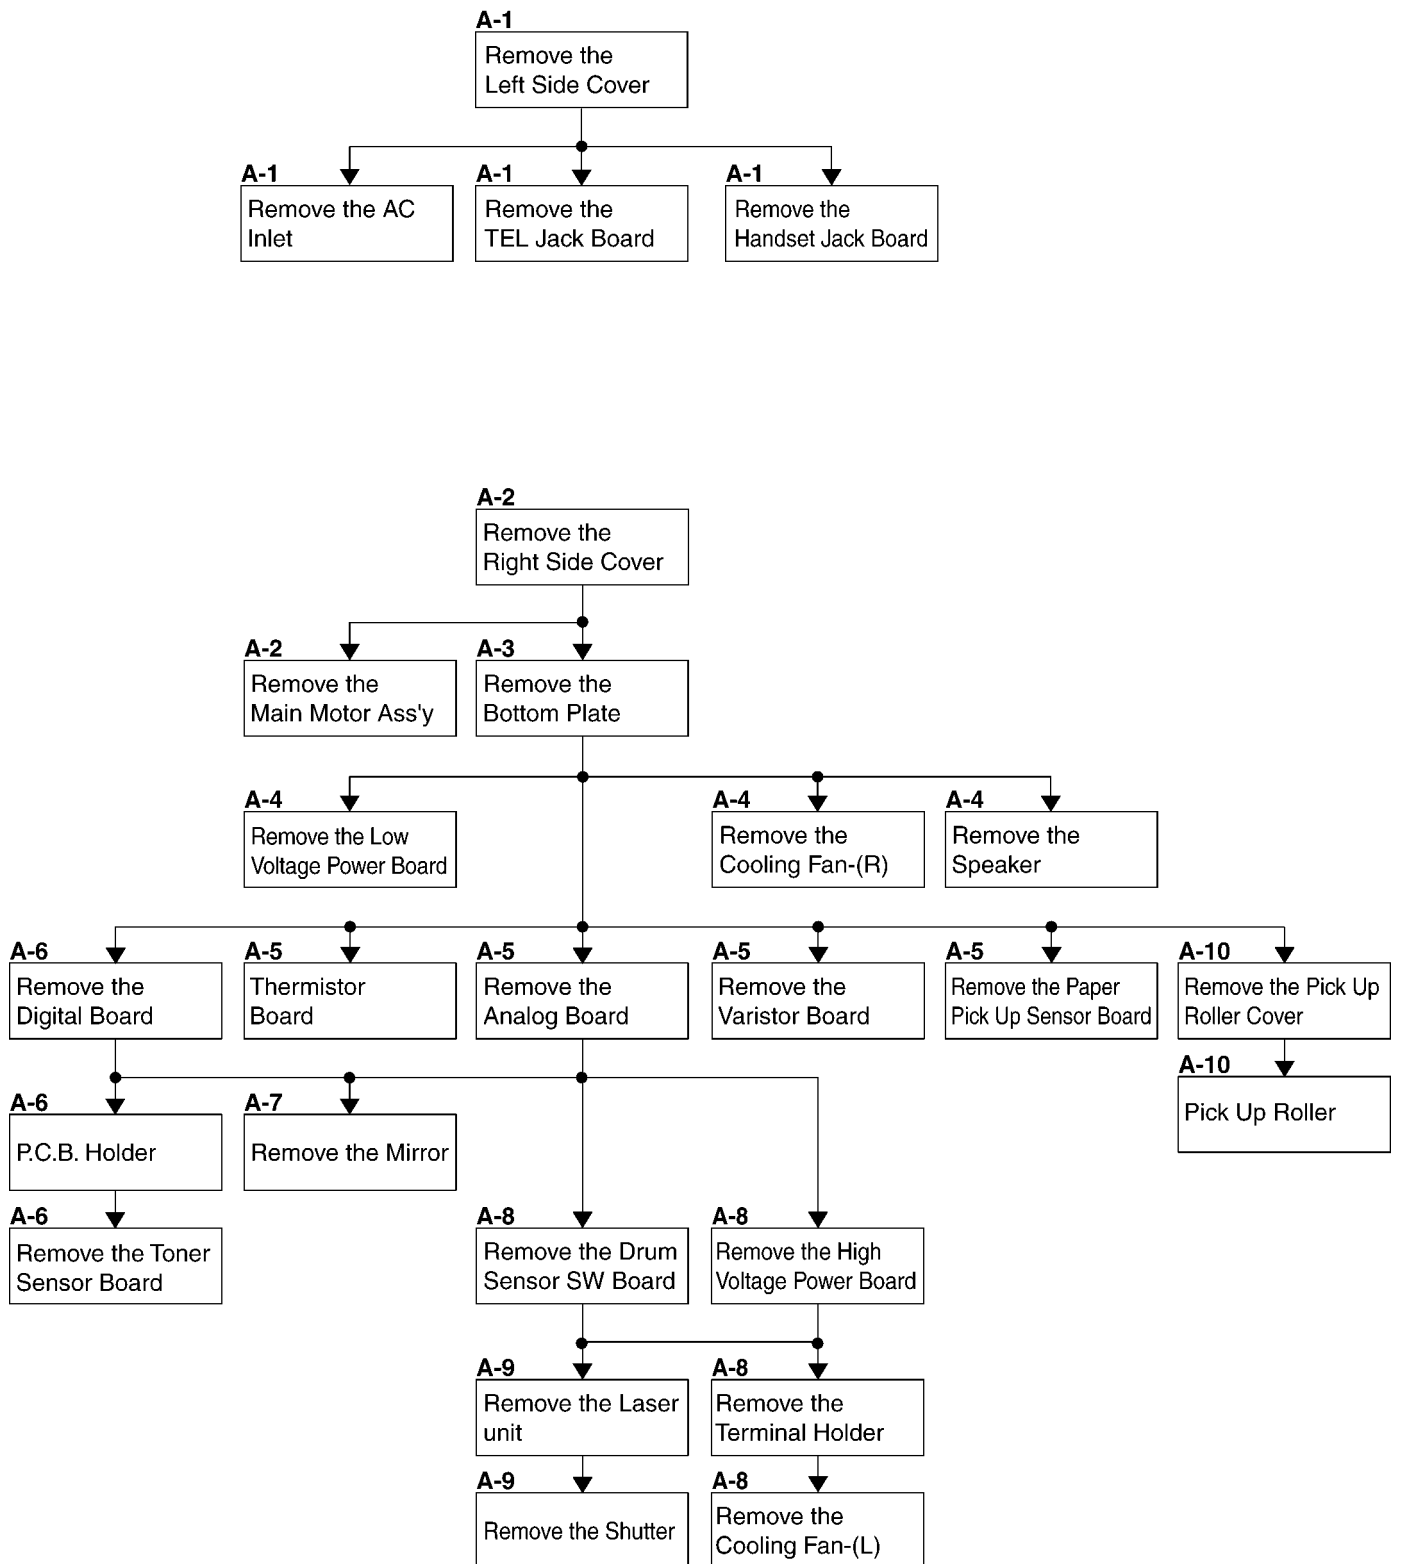 A-1
Remove the
Left Side Cover
A-1
Remove the AC
Inlet
A-1
Remove the
TEL Jack Board
A-1
Remove the
Handset Jack Board
A-2
Remove the
Right Side Cover
A-2
Remove the
Main Motor Ass'y
A-3
Remove the
Bottom Plate
A-4
Remove the Low
Voltage Power Board
A-4
Remove the
Cooling Fan-(R)
A-4
Remove the
Speaker
A-6
Remove the
Digital Board
A-5
Thermistor
Board
A-5
Remove the
Analog Board
A-5
Remove the
Varistor Board
A-5
Remove the Paper
Pick Up Sensor Board
A-10
Remove the Pick Up
Roller Cover
A-10
Pick Up Roller
A-6
P.C.B. Holder
A-7
Remove the Mirror
A-6
Remove the Toner
Sensor Board
A-8
Remove the Drum
Sensor SW Board
A-8
Remove the High
Voltage Power Board
A-9
Remove the Laser
unit
A-8
Remove the
Terminal Holder
A-9
Remove the Shutter
A-8
Remove the
Cooling Fan-(L)